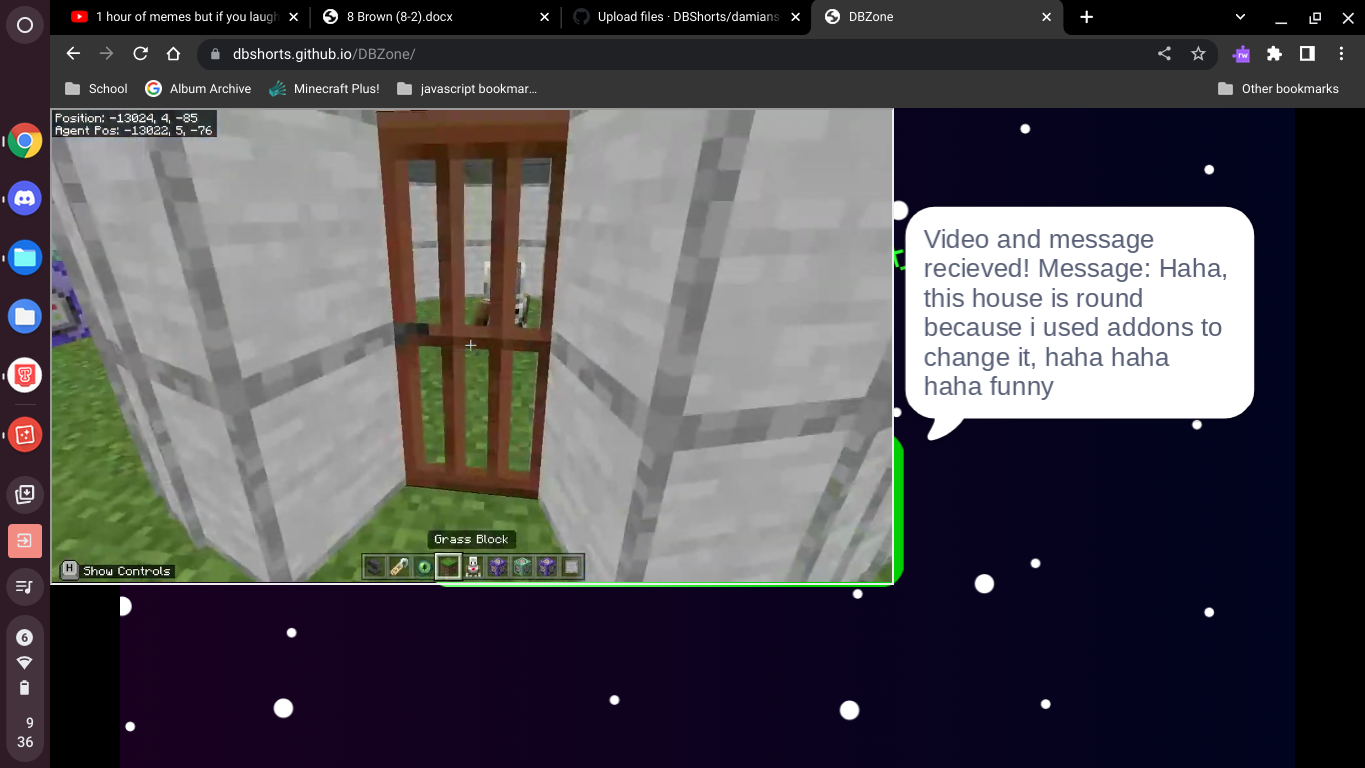 1 hour of memes but if you laugh
8 Brown (8-2).docx
Upload files · DBShorts/damians
DBZone
dbshorts.github.io/DBZone/
School
Album Archive
Minecraft Plus!
javascript bookmar...
Other bookmarks
Position: -13024, 4, -85
Agent Pos: -13022, 5, -76
Video and message
recieved! Message: Haha,
this house is round
because i used addons to
change it, haha haha
haha funny
Grass Block
H Show Controls
6
9
36